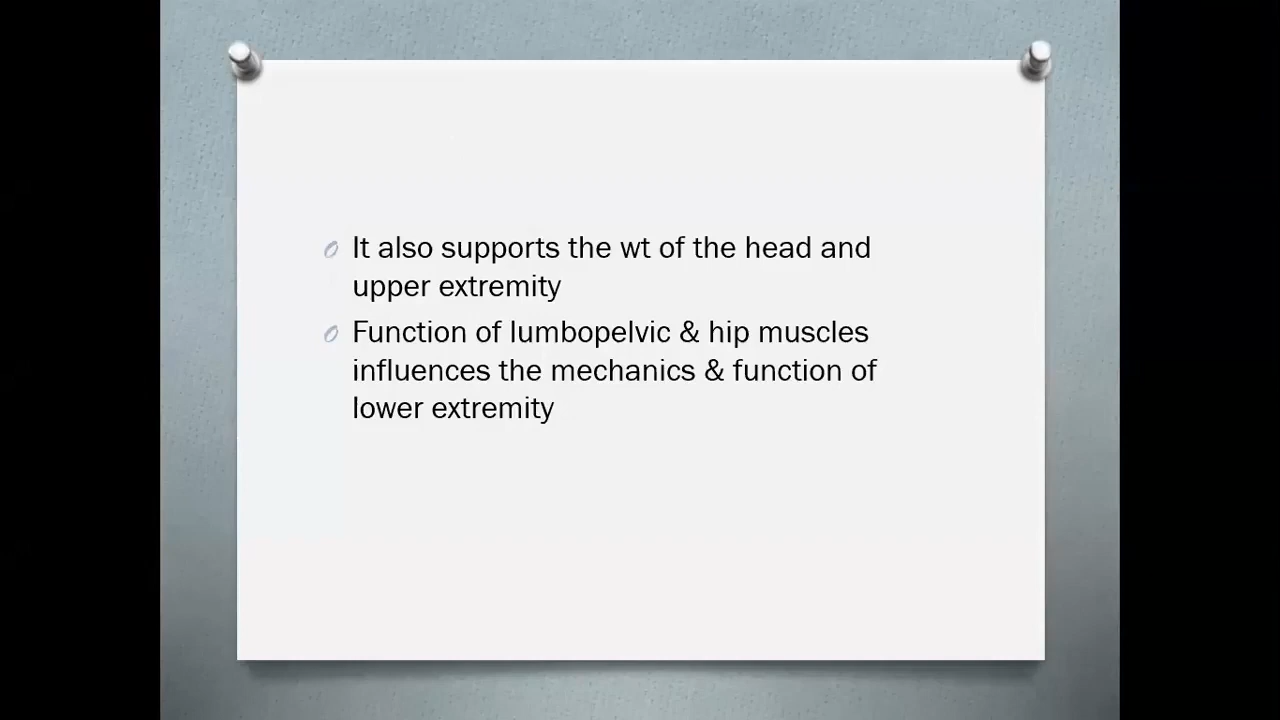 It also supports the wt of the head and
upper extremity
Function of lumbopelvic & hip muscles
influences the mechanics & function of
lower extremity